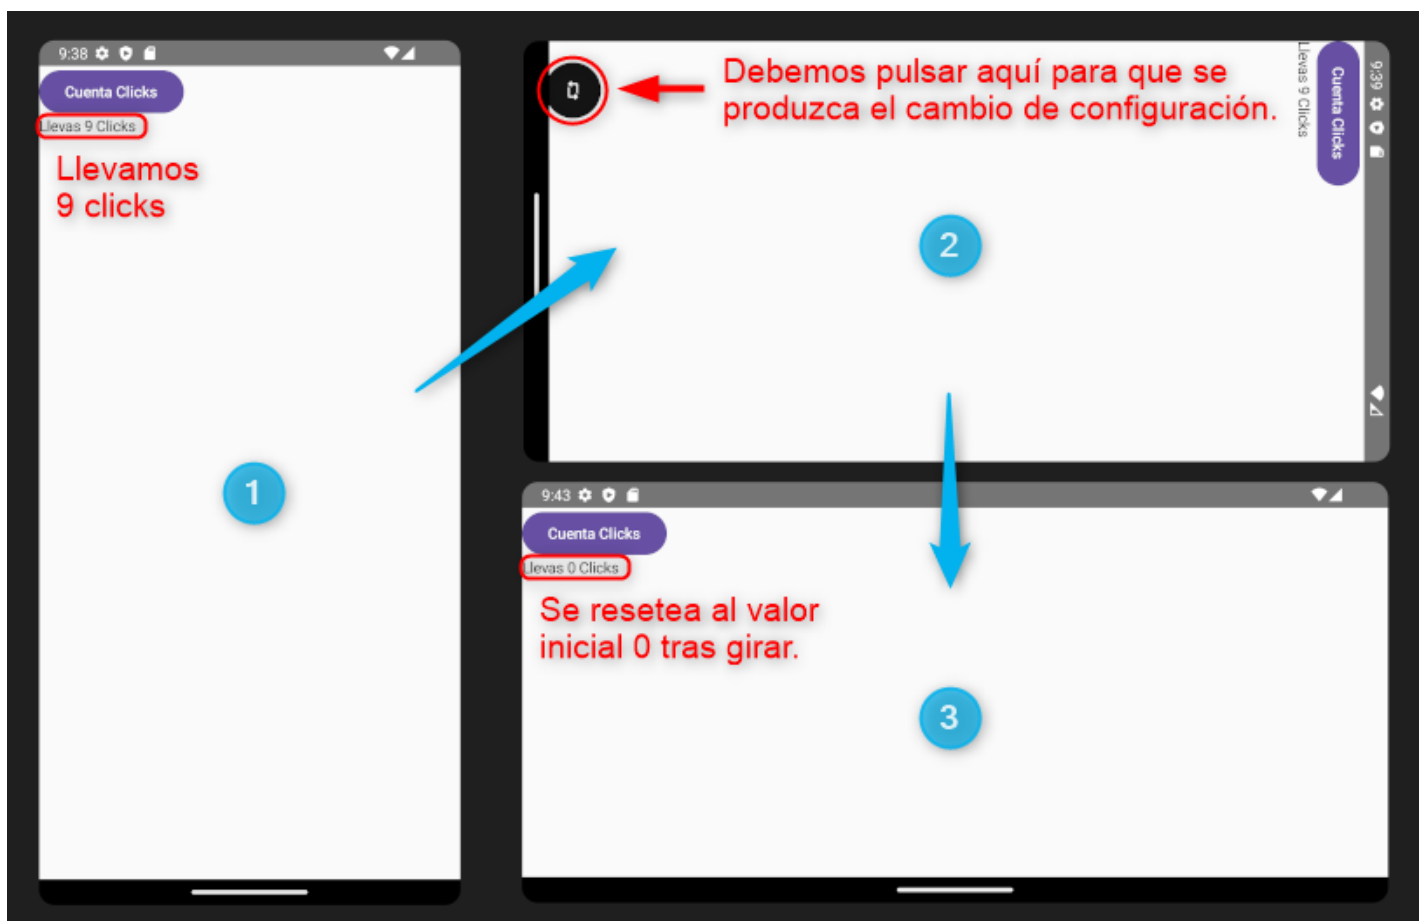 9:38
Cuenta Clicks
Llevas 9 Clicks
Llevamos
9 clicks
1
Debemos pulsar aquí para que se
produzca el cambio de configuración.
9:39
Cuenta Clicks
Llevas 9 Clicks
2
9:43
Cuenta Clicks
Llevas 0 Clicks
Se resetea al valor
inicial 0 tras girar.
3